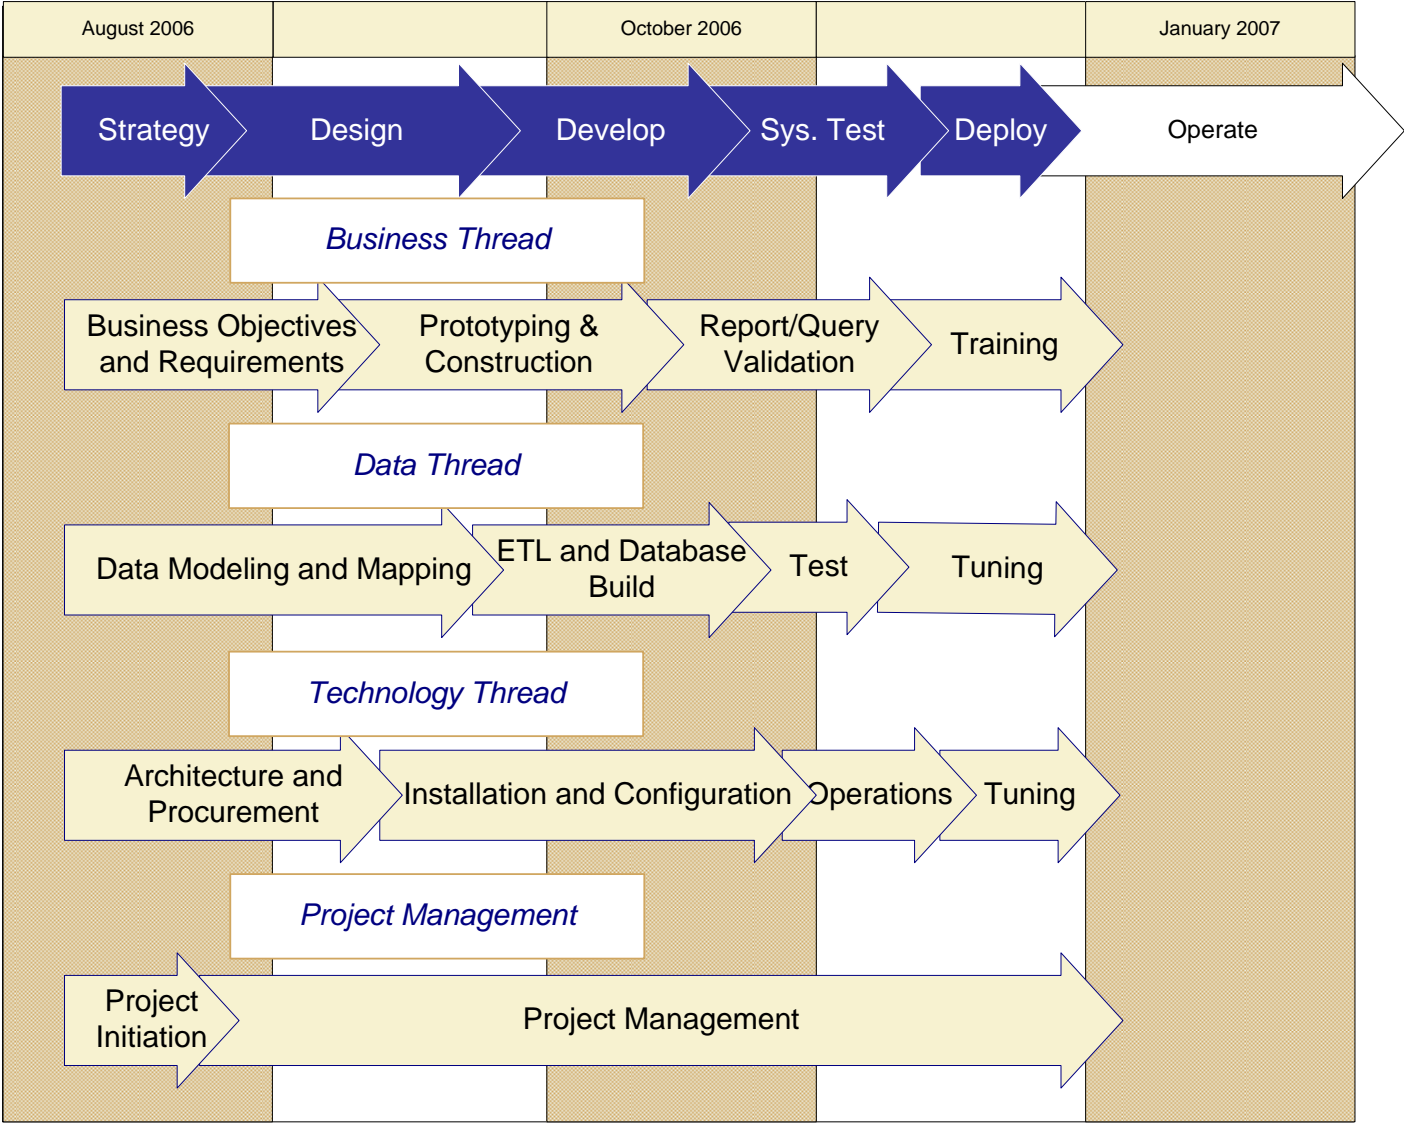 August 2006
October 2006
January 2007
Strategy
Design
Develop
Sys. Test
Deploy
Operate
Business Thread
Business Objectives
and Requirements
Prototyping &
Construction
Report/Query
Validation
Training
Data Thread
Data Modeling and Mapping
ETL and Database
Build
Test
Tuning
Technology Thread
Architecture and
Procurement
Installation and Configuration
Operations
Tuning
Project Management
Project
Initiation
Project Management